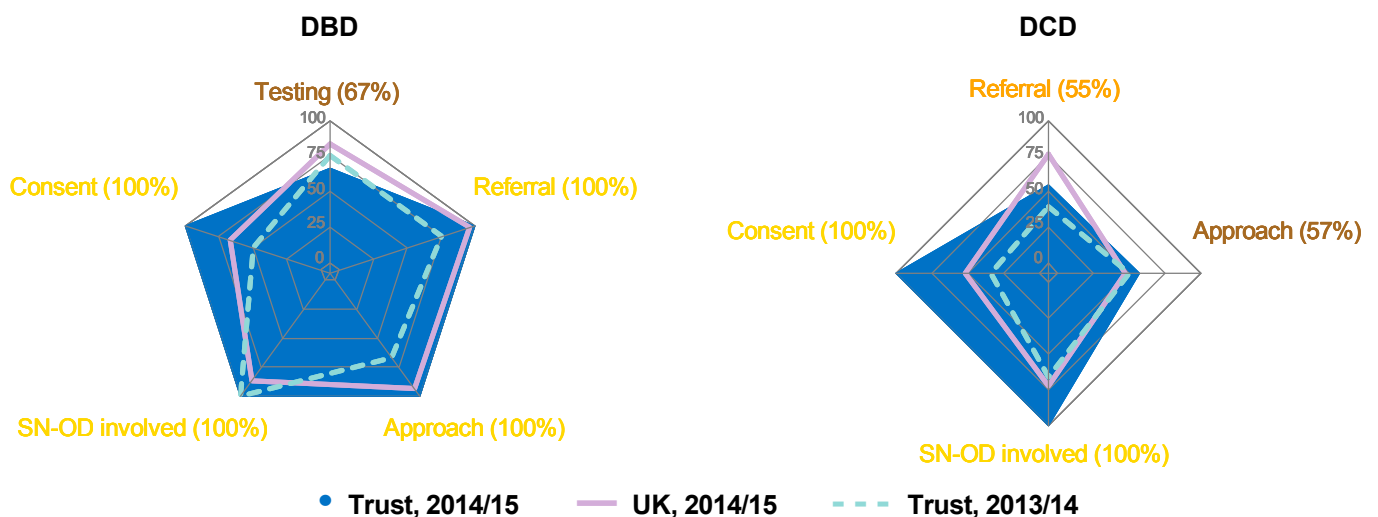 DBD
DCD
Testing (67%)
100
75
50
25
0
Consent (100%)
Referral (100%)
SN-OD involved (100%)
Approach (100%)
Referral (55%)
100
75
50
25
0
Consent (100%)
Approach (57%)
SN-OD involved (100%)
Trust, 2014/15
UK, 2014/15
Trust, 2013/14